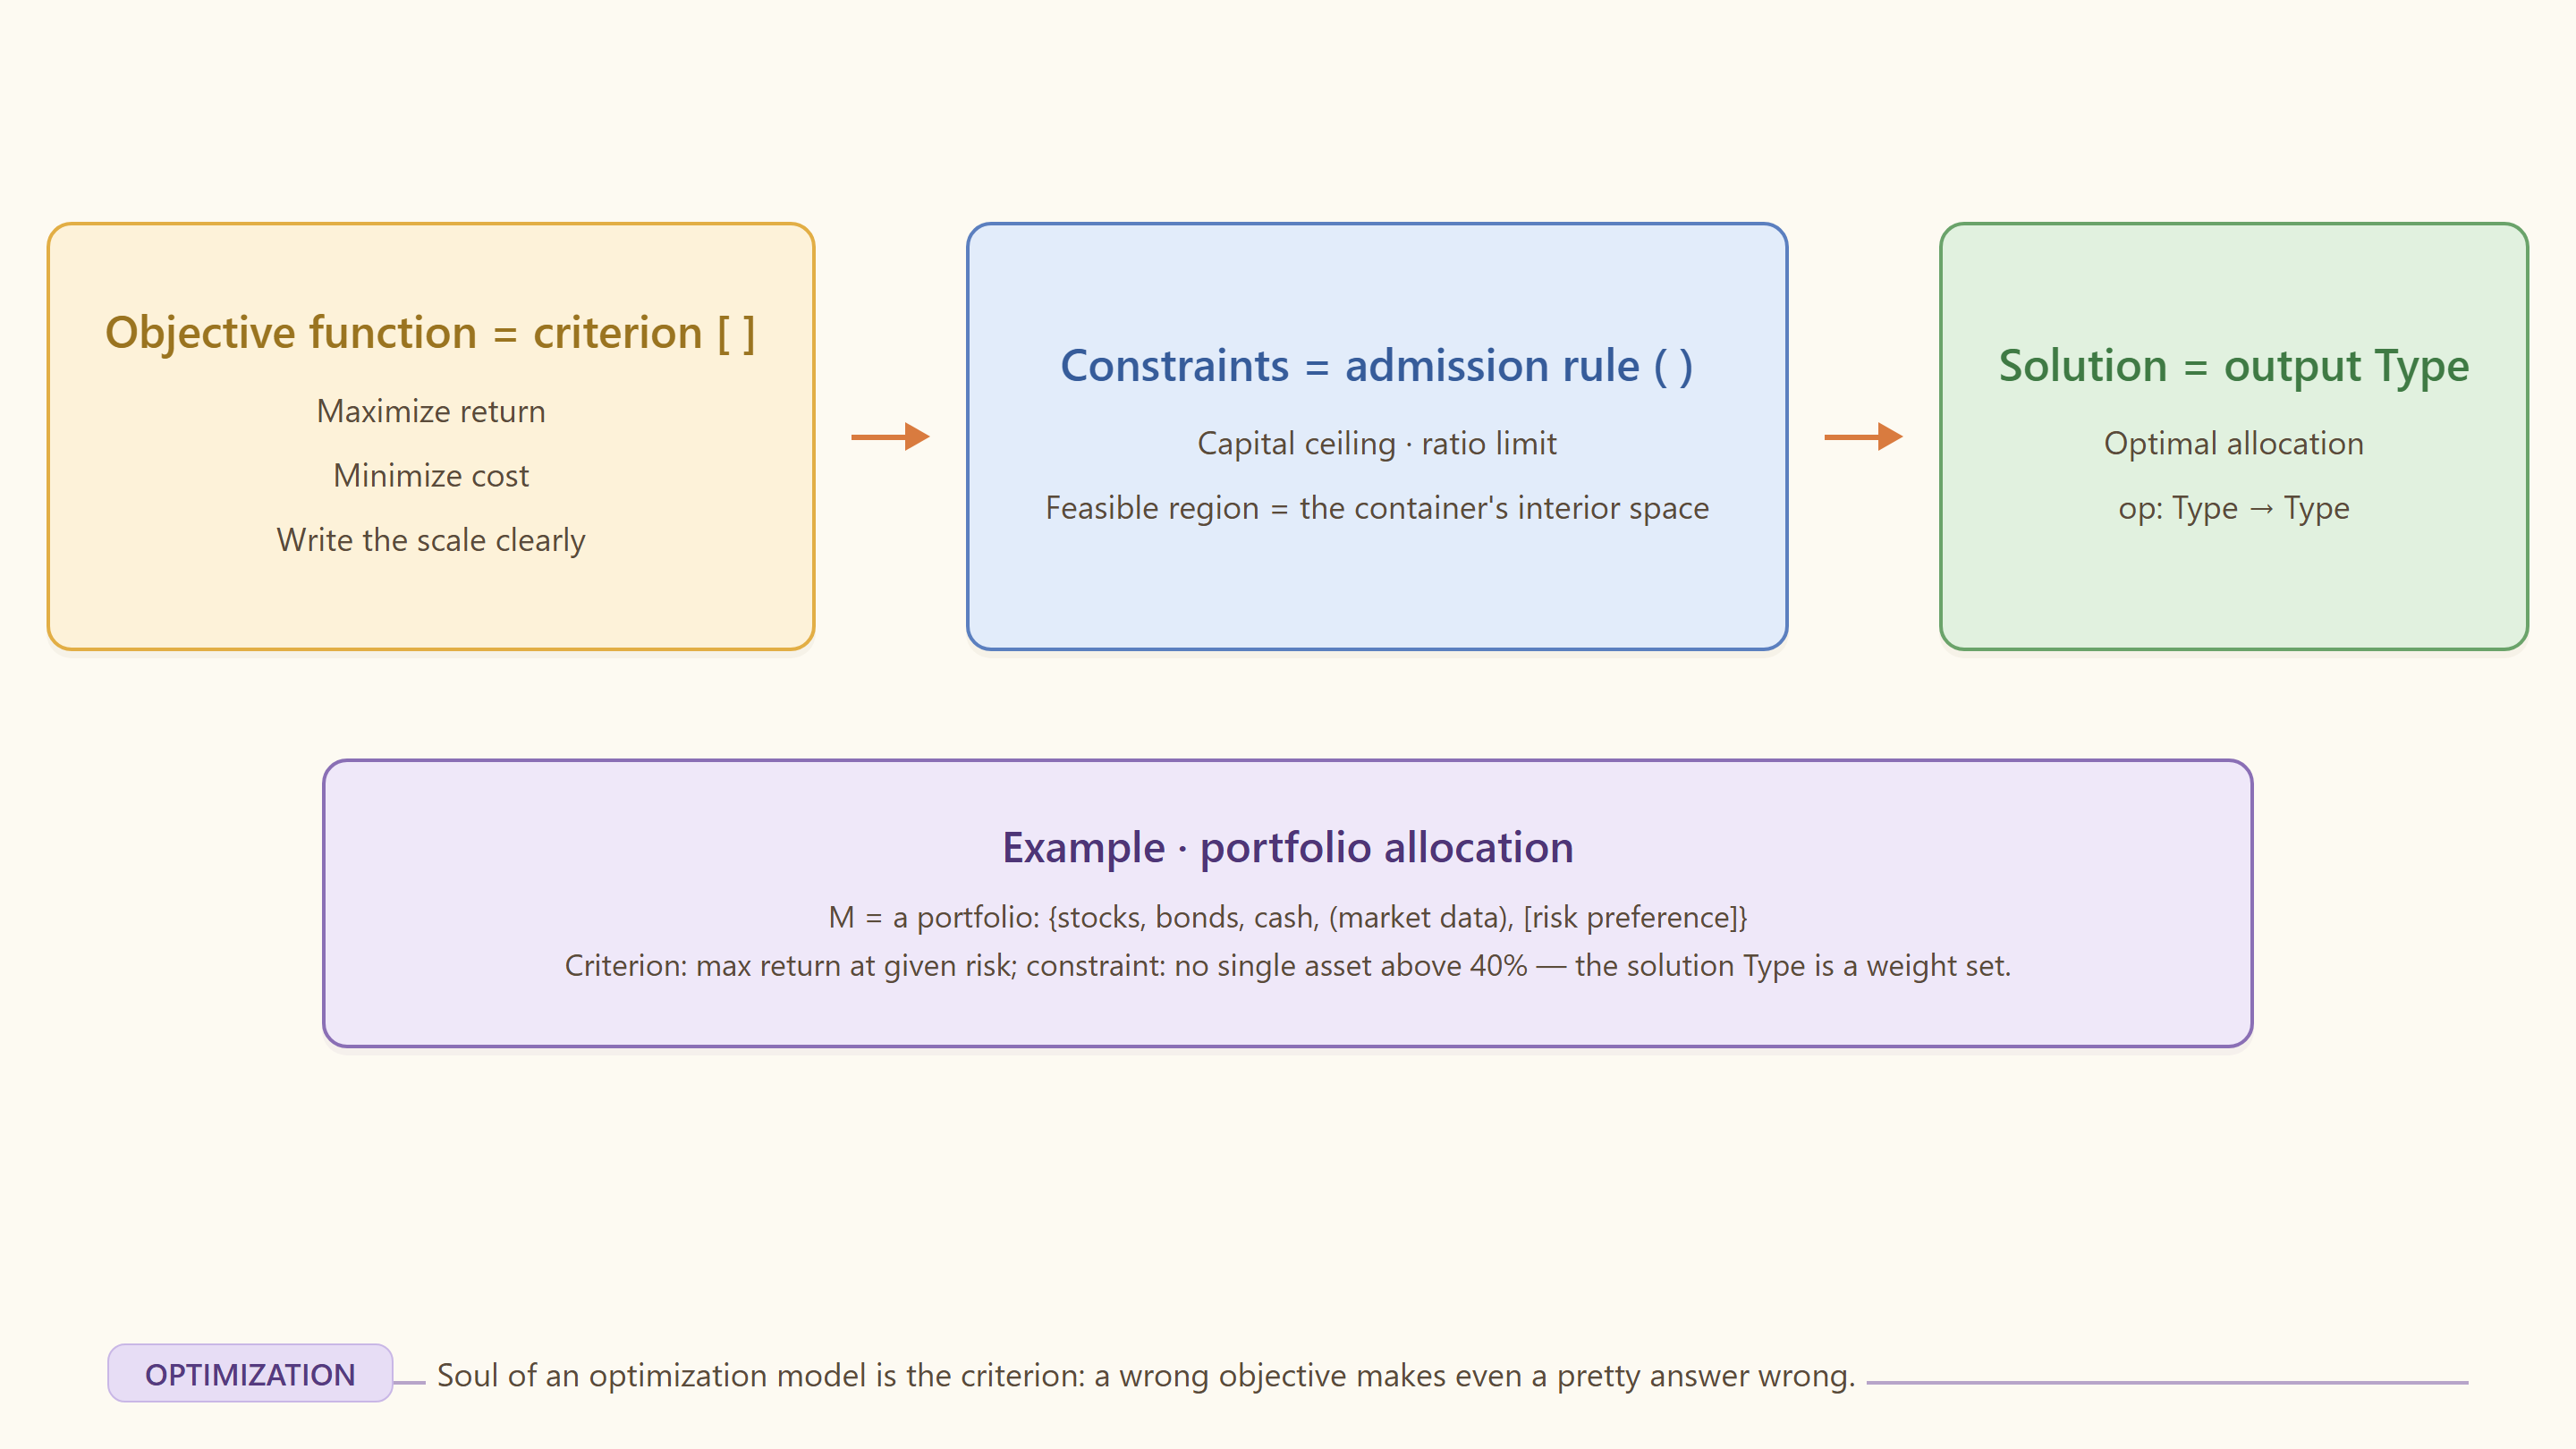 Objective function = criterion [ ]
Maximize return
Minimize cost
Write the scale clearly
Constraints = admission rule ( )
Capital ceiling · ratio limit
Feasible region = the container's interior space
Solution = output Type
Optimal allocation
op: Type → Type
Example · portfolio allocation
M = a portfolio: {stocks, bonds, cash, (market data), [risk preference]}
Criterion: max return at given risk; constraint: no single asset above 40% — the solution Type is a weight set.
OPTIMIZATION
Soul of an optimization model is the criterion: a wrong objective makes even a pretty answer wrong.